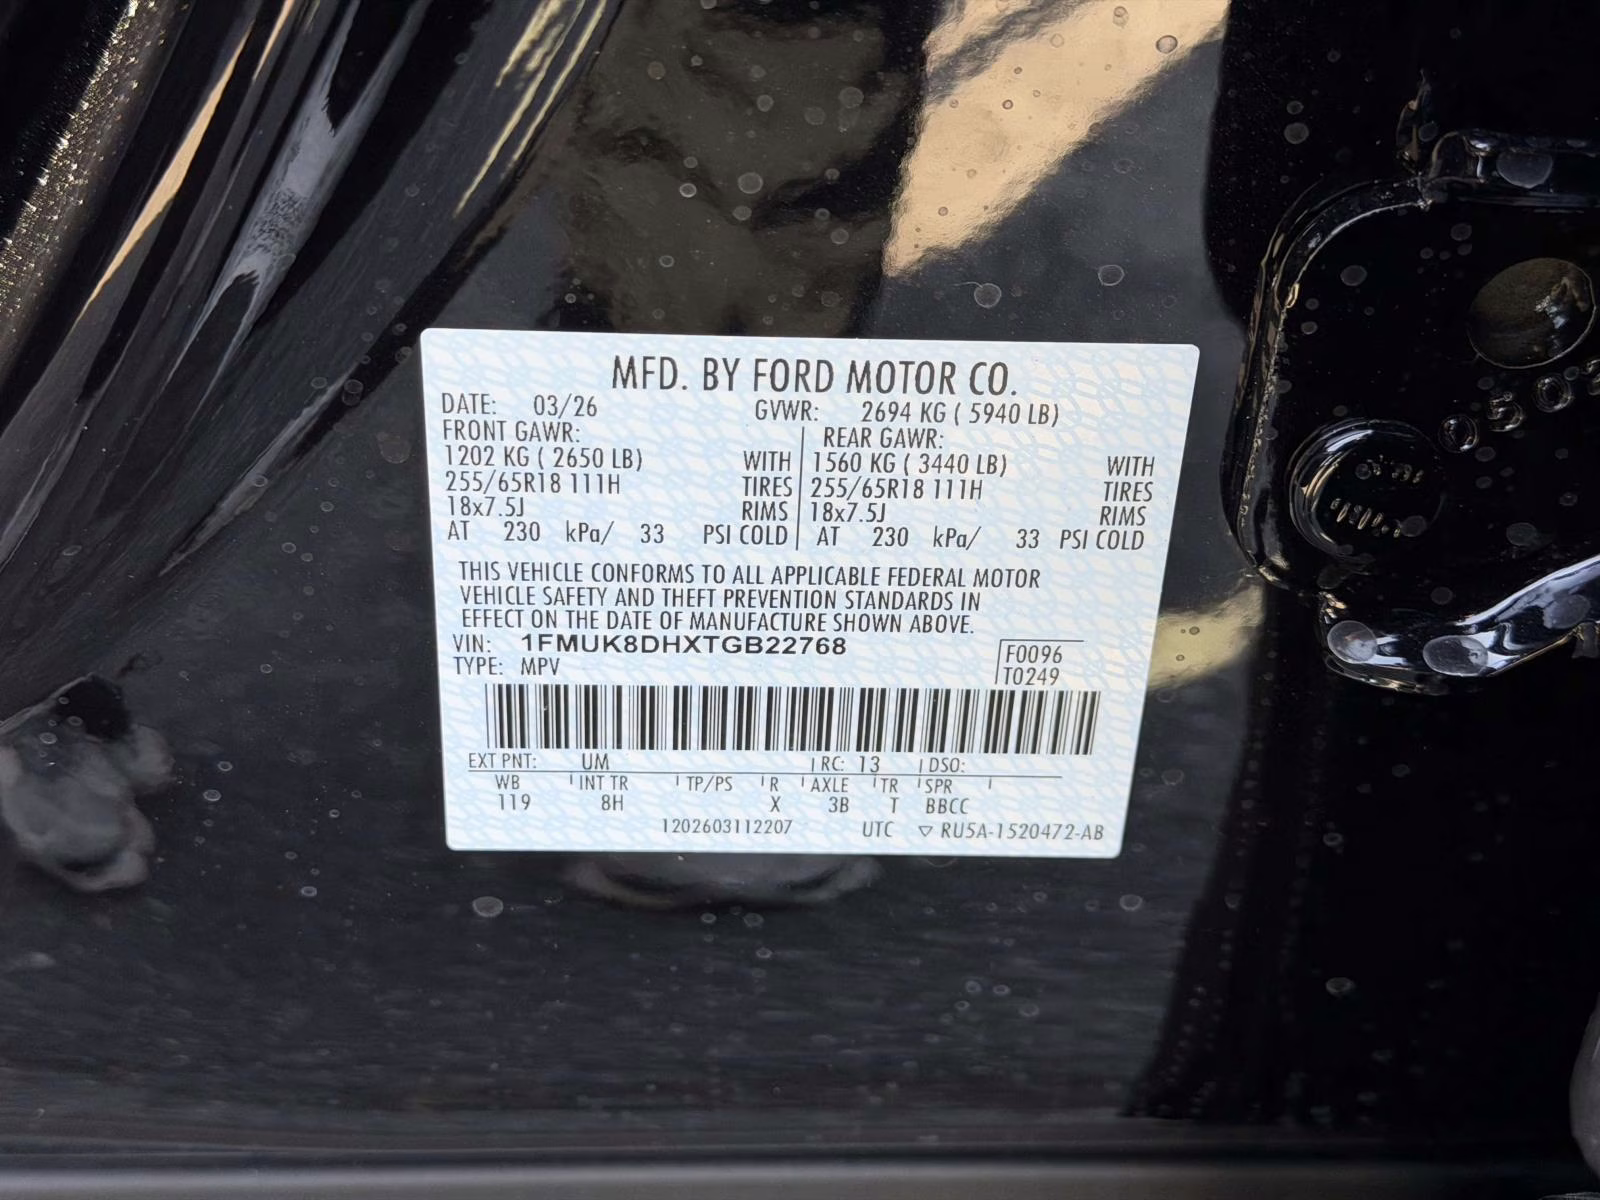 MFD. BY FORD MOTOR CO.
DATE: 03/26 GVWR: 2694 KG ( 5940 LB)
FRONT GAWR: REAR GAWR:
1202 KG ( 2650 LB) WITH 1560 KG ( 3440 LB) WITH
255/65R18 111H TIRES 255/65R18 111H TIRES
18x7.5J RIMS 18x7.5J RIMS
AT 230 kPa/ 33 PSI COLD AT 230 kPa/ 33 PSI COLD
THIS VEHICLE CONFORMS TO ALL APPLICABLE FEDERAL MOTOR
VEHICLE SAFETY AND THEFT PREVENTION STANDARDS IN
EFFECT ON THE DATE OF MANUFACTURE SHOWN ABOVE.
VIN: 1FMUK8DHXTGB22768 F0096
TYPE: MPV T0249
EXT PNT: UM RC: 13 DSO:
WB INT TR TP/PS R AXLE TR SPR
119 8H X 3B T BBCC
1202603112207 UTC ▽ RU5A-1520472-AB